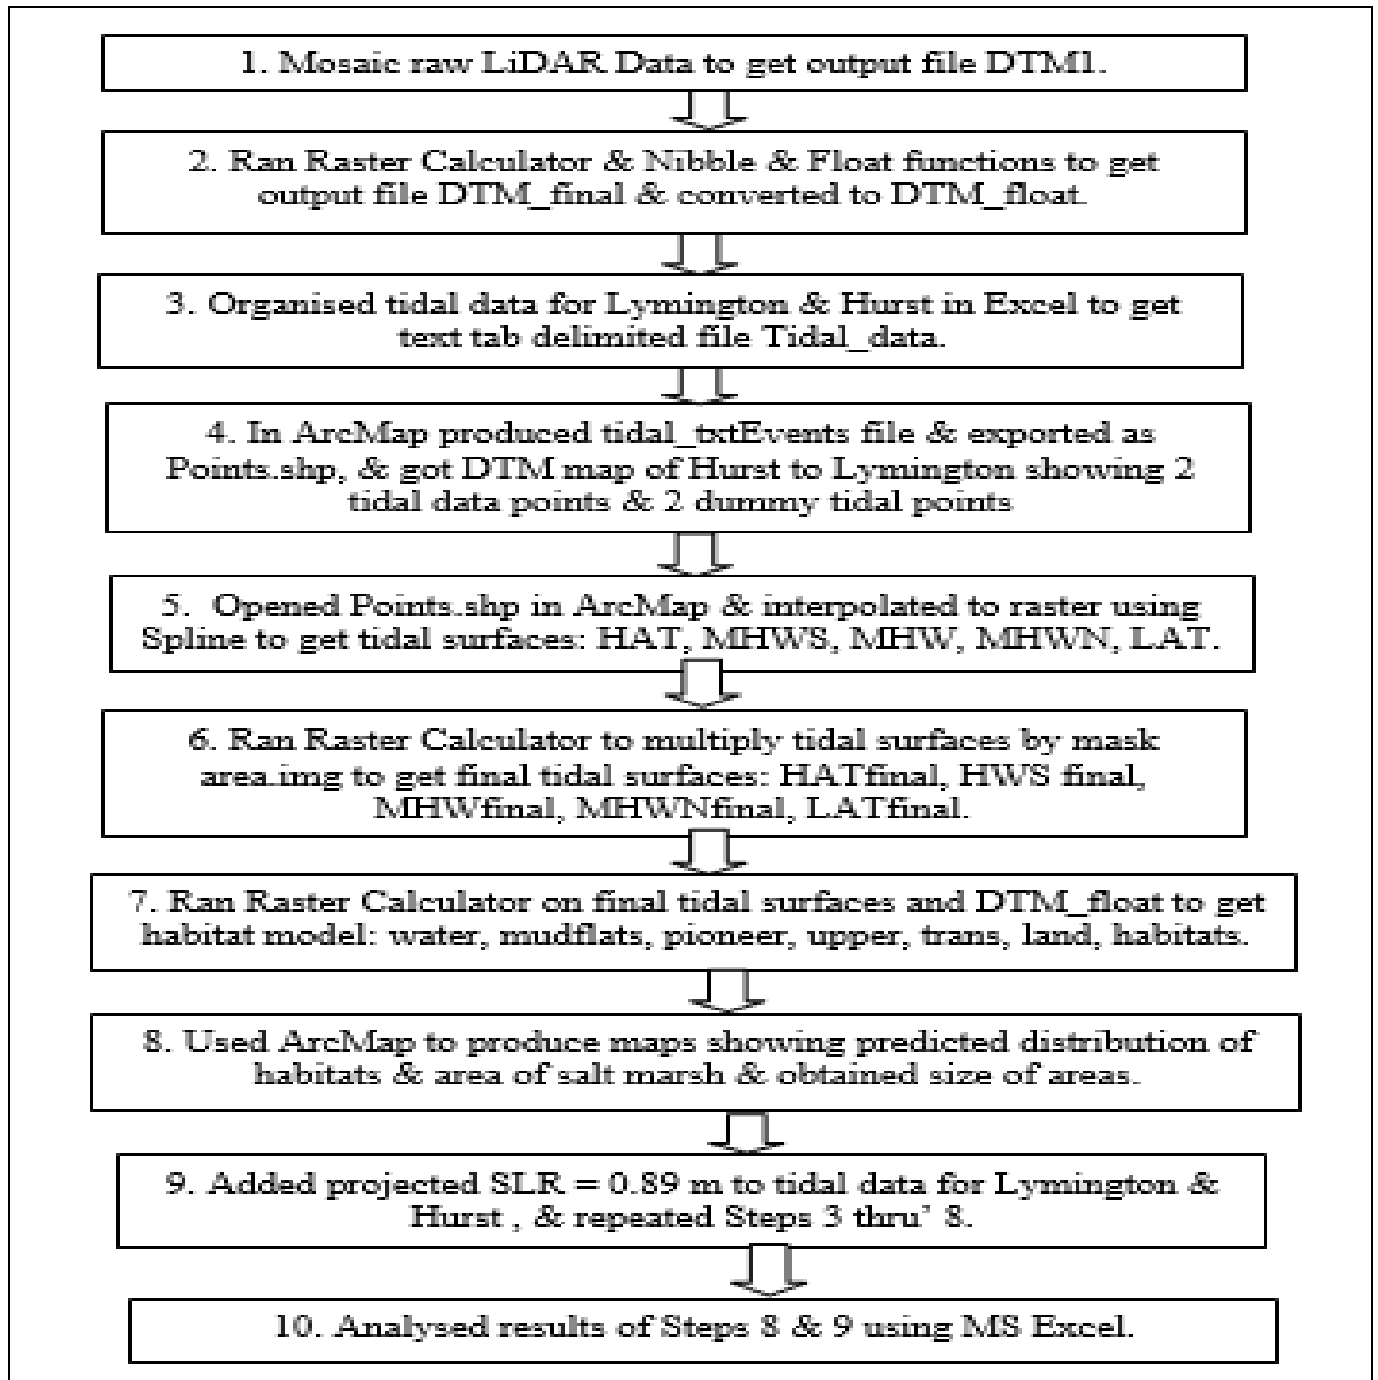 1. Mosaic raw LiDAR Data to get output file DTM1.
2. Ran Raster Calculator & Nibble & Float functions to get
output file DTM_final & converted to DTM_float.
3. Organised tidal data for Lymington & Hurst in Excel to get
text tab delimited file Tidal_data.
4. In ArcMap produced tidal_txtEvents file & exported as
Points.shp, & got DTM map of Hurst to Lymington showing 2
tidal data points & 2 dummy tidal points
5. Opened Points.shp in ArcMap & interpolated to raster using
Spline to get tidal surfaces: HAT, MHWS, MHW, MHWN, LAT.
6. Ran Raster Calculator to multiply tidal surfaces by mask
area.img to get final tidal surfaces: HATfinal, HWS final,
MHWfinal, MHWNfinal, LATfinal.
7. Ran Raster Calculator on final tidal surfaces and DTM_float to get
habitat model: water, mudflats, pioneer, upper, trans, land, habitats.
8. Used ArcMap to produce maps showing predicted distribution of
habitats & area of salt marsh & obtained size of areas.
9. Added projected SLR = 0.89 m to tidal data for Lymington &
Hurst , & repeated Steps 3 thru' 8.
10. Analysed results of Steps 8 & 9 using MS Excel.